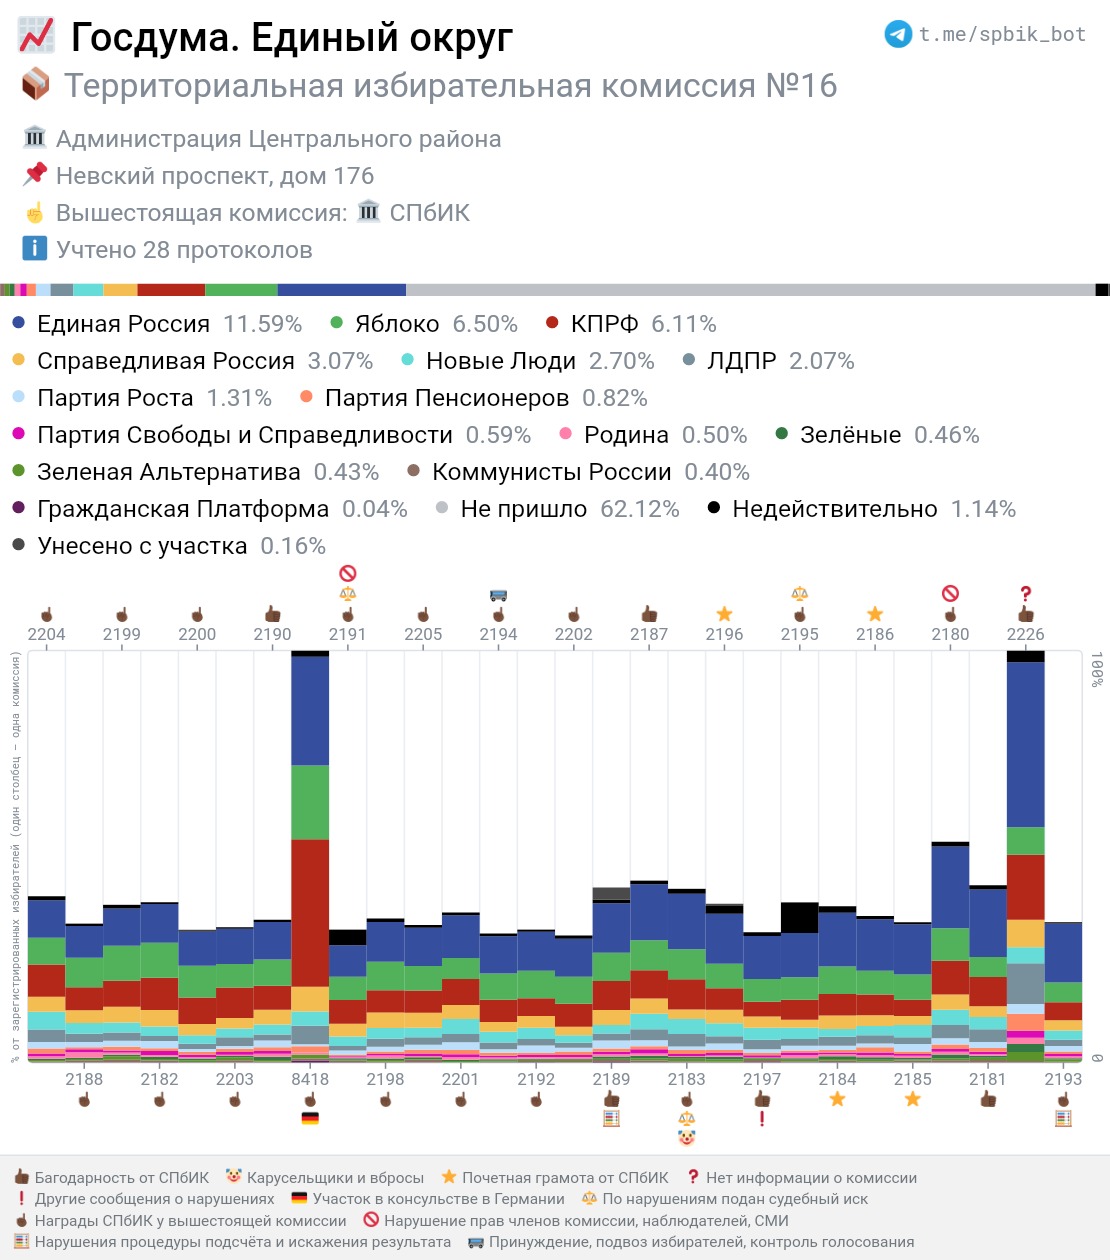 Госдума. Единый округ
t.me/spbik_bot
Территориальная избирательная комиссия №16
Администрация Центрального района
Невский проспект, дом 176
Вышестоящая комиссия: СПбИК
Учтено 28 протоколов
Единая Россия 11.59% Яблоко 6.50% КПРФ 6.11%
Справедливая Россия 3.07% Новые Люди 2.70% ЛДПР 2.07%
Партия Роста 1.31% Партия Пенсионеров 0.82%
Партия Свободы и Справедливости 0.59% Родина 0.50% Зелёные 0.46%
Зеленая Альтернатива 0.43% Коммунисты России 0.40%
Гражданская Платформа 0.04% Не пришло 62.12% Недействительно 1.14%
Унесено с участка 0.16%
2204 2199 2200 2190 2191 2205 2194 2202 2187 2196 2195 2186 2180 2226
% от зарегистрированных избирателей (один столбец – одна комиссия)
100%
0
2188 2182 2203 8418 2198 2201 2192 2189 2183 2197 2184 2185 2181 2193
Багодарность от СПбИК Карусельщики и вбросы Почетная грамота от СПбИК Нет информации о комиссии
Другие сообщения о нарушениях Участок в консульстве в Германии По нарушениям подан судебный иск
Награды СПбИК у вышестоящей комиссии Нарушение прав членов комиссии, наблюдателей, СМИ
Нарушения процедуры подсчёта и искажения результата Принуждение, подвоз избирателей, контроль голосования